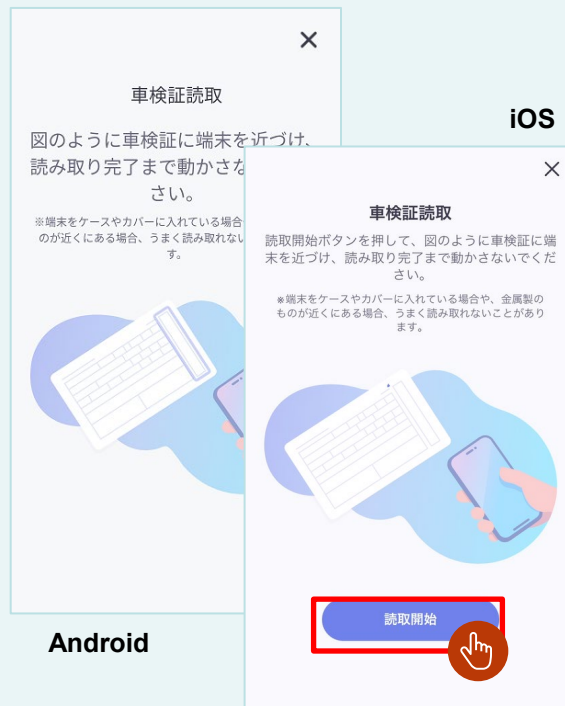 車検証読取
図のように車検証に端末を近づけ、
読み取り完了まで動かさな
さい。
※端末をケースやカバーに入れている場合
のが近くにある場合、うまく読み取れない
す。
Android
iOS
車検証読取
読取開始ボタンを押して、図のように車検証に端
末を近づけ、読み取り完了まで動かさないでくだ
さい。
※端末をケースやカバーに入れている場合や、金属製の
ものが近くにある場合、うまく読み取れないことがあり
ます。
読取開始